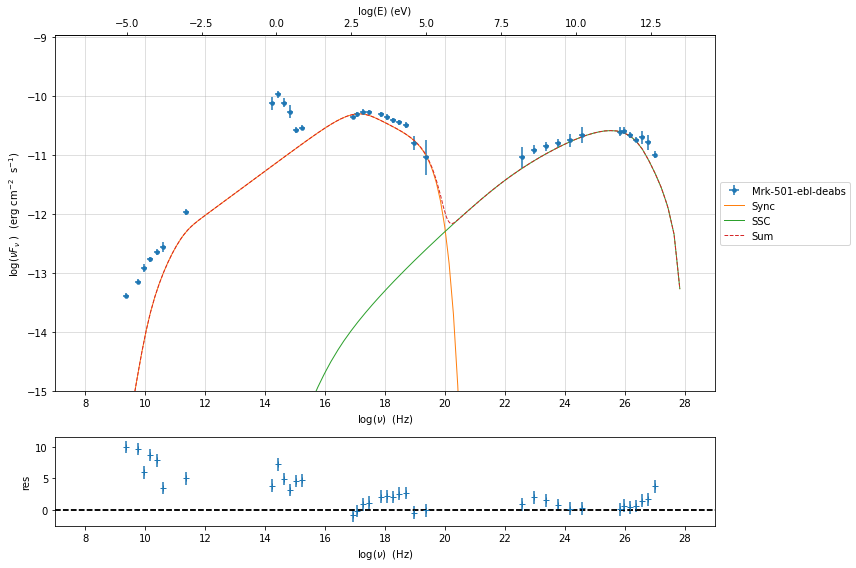 log(E) (eV)
−5.0 −2.5 0.0 2.5 5.0 7.5 10.0 12.5
−9
−10
−11
−12
−13
−14
−15
log(νFν ) (erg cm−2 s−1)
8 10 12 14 16 18 20 22 24 26 28
log(ν) (Hz)
Mrk-501-ebl-deabs
Sync
SSC
Sum
10
5
0
res
8 10 12 14 16 18 20 22 24 26 28
log(ν) (Hz)